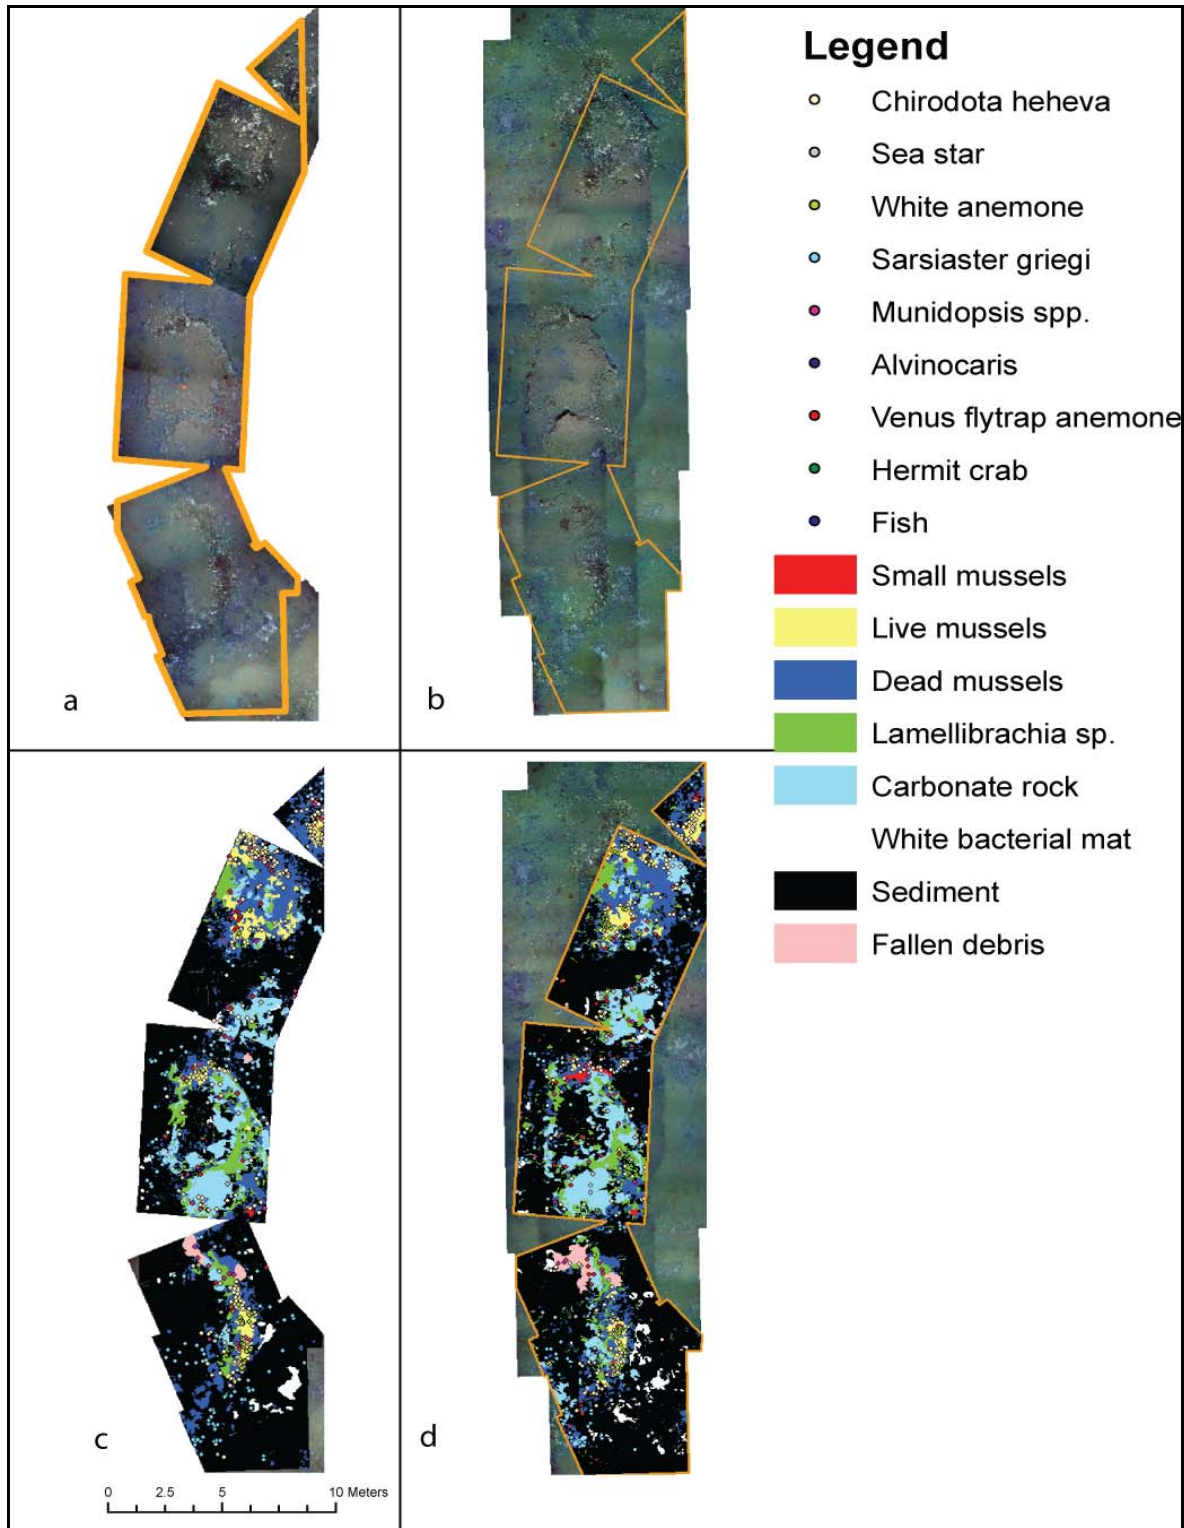 Legend
Chirodota heheva
Sea star
White anemone
Sarsiaster griegi
Munidopsis spp.
Alvinocaris
Venus flytrap anemone
Hermit crab
Fish
Small mussels
Live mussels
Dead mussels
Lamellibrachia sp.
Carbonate rock
White bacterial mat
Sediment
Fallen debris
a
b
c
d
0 2.5 5 10 Meters